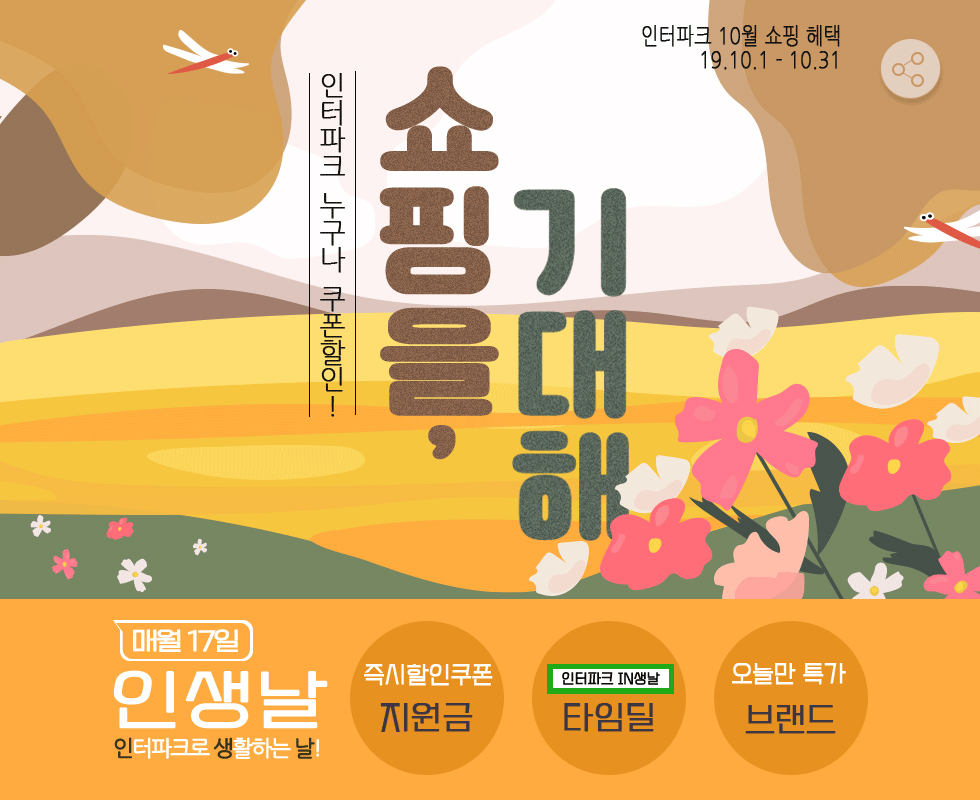 인터파크 10월 쇼핑 혜택
19.10.1 - 10.31
인터파크 누구나 쿠폰할인!
쇼핑을,
기대해
매월 17일
인생날
인터파크로 생활하는 날!
즉시할인쿠폰
지원금
인터파크 IN생날
타임딜
오늘만 특가
브랜드